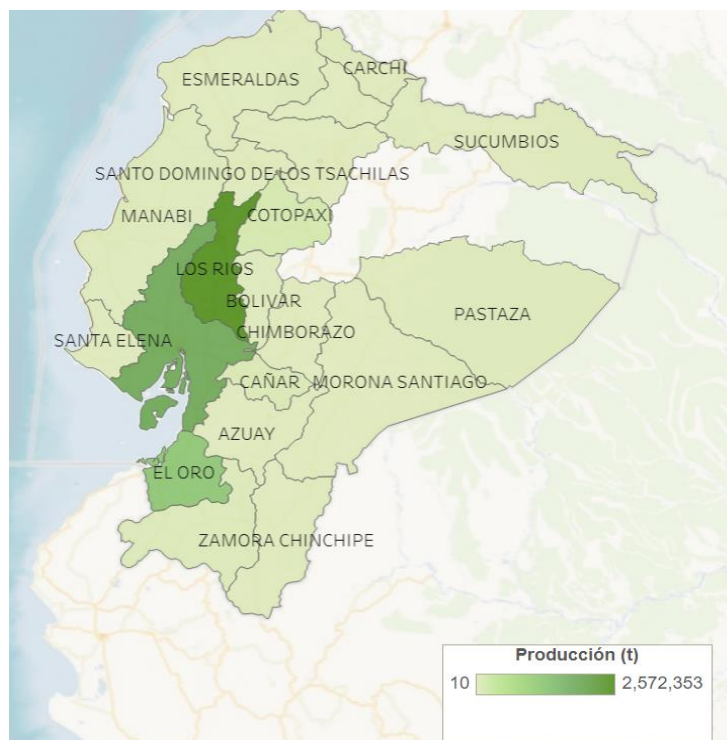 CARCHI
ESMERALDAS
SUCUMBIOS
SANTO DOMINGO DE LOS TSACHILAS
MANABI
COTOPAXI
LOS RIOS
BOLIVAR
PASTAZA
SANTA ELENA
CHIMBORAZO
CAÑAR
MORONA SANTIAGO
AZUAY
EL ORO
ZAMORA CHINCHIPE
Producción (t)
10 2,572,353